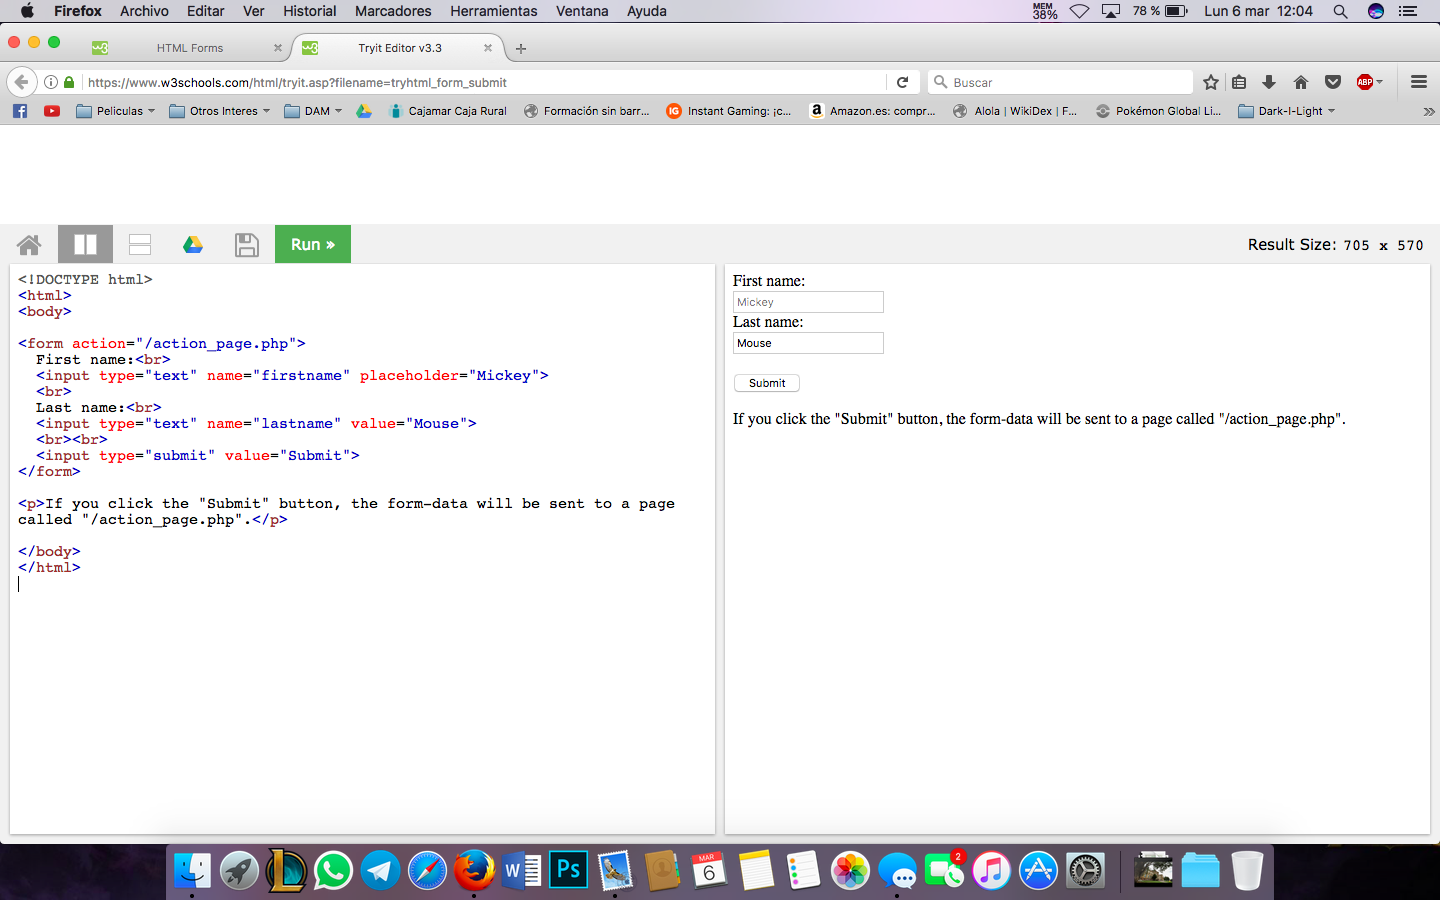 Firefox Archivo Editar Ver Historial Marcadores Herramientas Ventana Ayuda MEM 38% 78 % Lun 6 mar 12:04
HTML Forms Tryit Editor v3.3
https://www.w3schools.com/html/tryit.asp?filename=tryhtml_form_submit Buscar ABP
Peliculas Otros Interes DAM Cajamar Caja Rural Formación sin barr... IG Instant Gaming: ¡c... a Amazon.es: compr... Alola | WikiDex | F... Pokémon Global Li... Dark-I-Light
Run » Result Size: 705 x 570
<!DOCTYPE html>
<html>
<body>
<form action="/action_page.php">
First name:<br>
<input type="text" name="firstname" placeholder="Mickey">
<br>
Last name:<br>
<input type="text" name="lastname" value="Mouse">
<br><br>
<input type="submit" value="Submit">
</form>
<p>If you click the "Submit" button, the form-data will be sent to a page
called "/action_page.php".</p>
</body>
</html>
First name:
Mickey
Last name:
Mouse
Submit
If you click the "Submit" button, the form-data will be sent to a page called "/action_page.php".
W Ps MAR 6 2